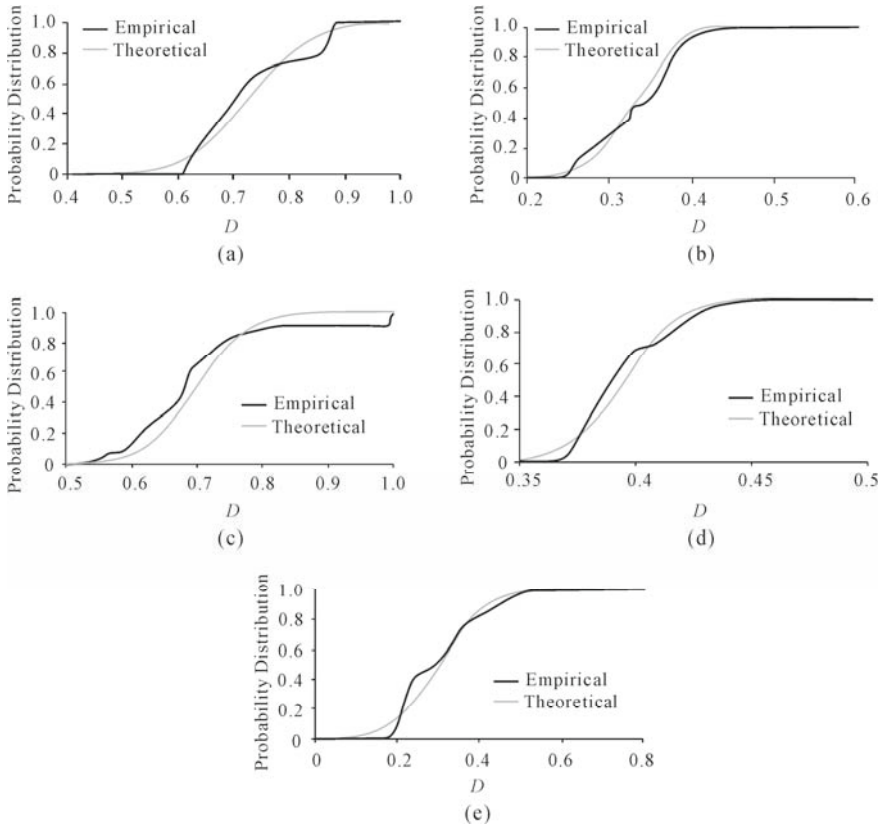 Probability Distribution
1.0
0.8
0.6
0.4
0.2
0
Empirical
Theoretical
0.4 0.5 0.6 0.7 0.8 0.9 1.0
D
(a)
Probability Distribution
1.0
0.8
0.6
0.4
0.2
0
Empirical
Theoretical
0.2 0.3 0.4 0.5 0.6
D
(b)
Probability Distribution
1.0
0.8
0.6
0.4
0.2
0
Empirical
Theoretical
0.5 0.6 0.7 0.8 0.9 1.0
D
(c)
Probability Distribution
1.0
0.8
0.6
0.4
0.2
0
Empirical
Theoretical
0.35 0.4 0.45 0.5
D
(d)
Probability Distribution
1.0
0.8
0.6
0.4
0.2
0
Empirical
Theoretical
0 0.2 0.4 0.6 0.8
D
(e)